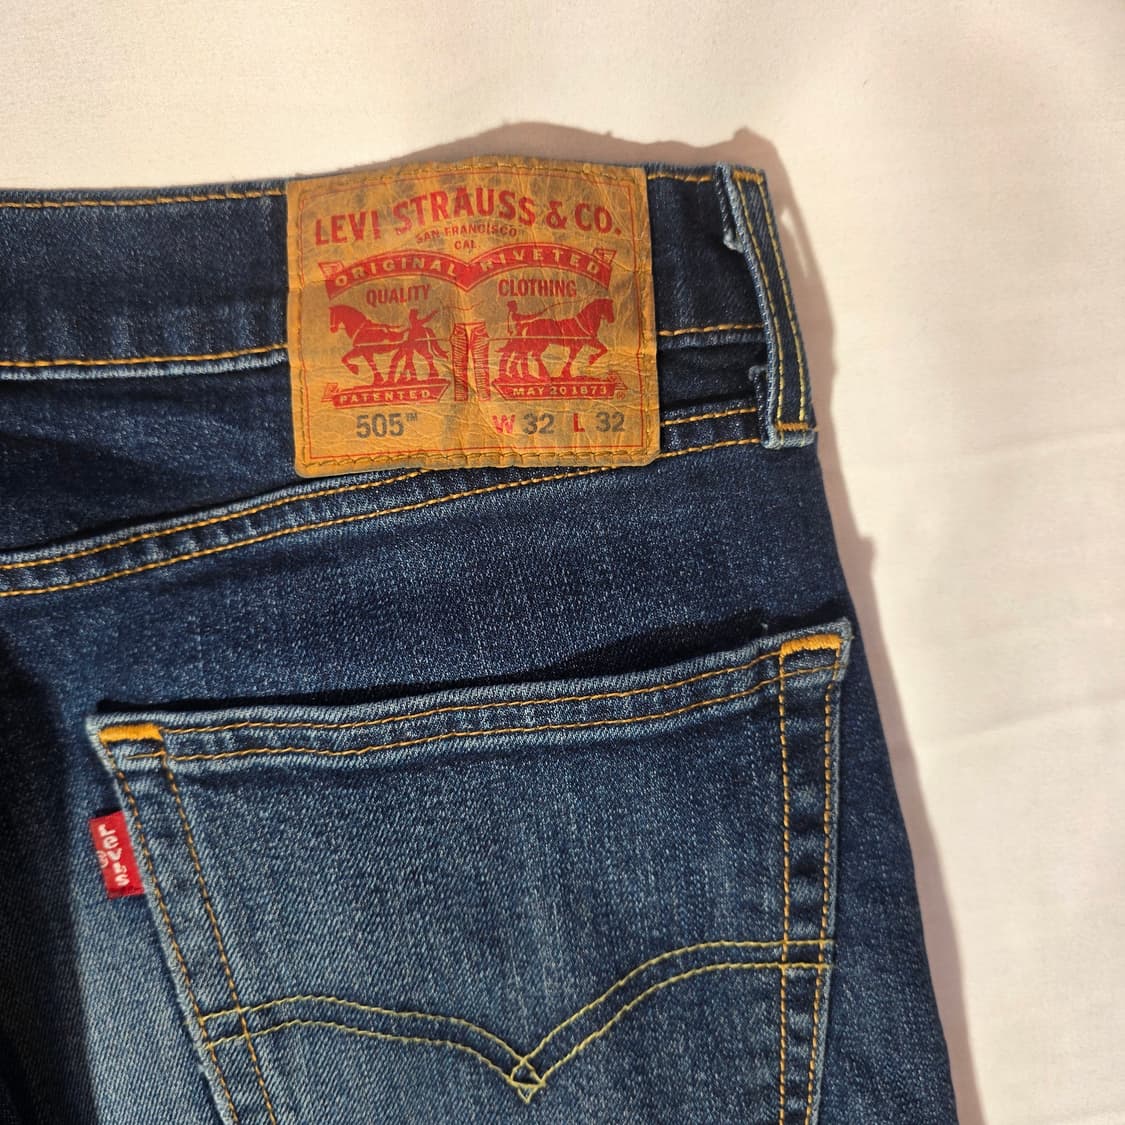 LEVI STRAUSS & CO.
SAN FRANCISCO
CAL
ORIGINAL RIVETED
QUALITY CLOTHING
PATENTED MAY 20 1873
505™ W 32 L 32
Levi's